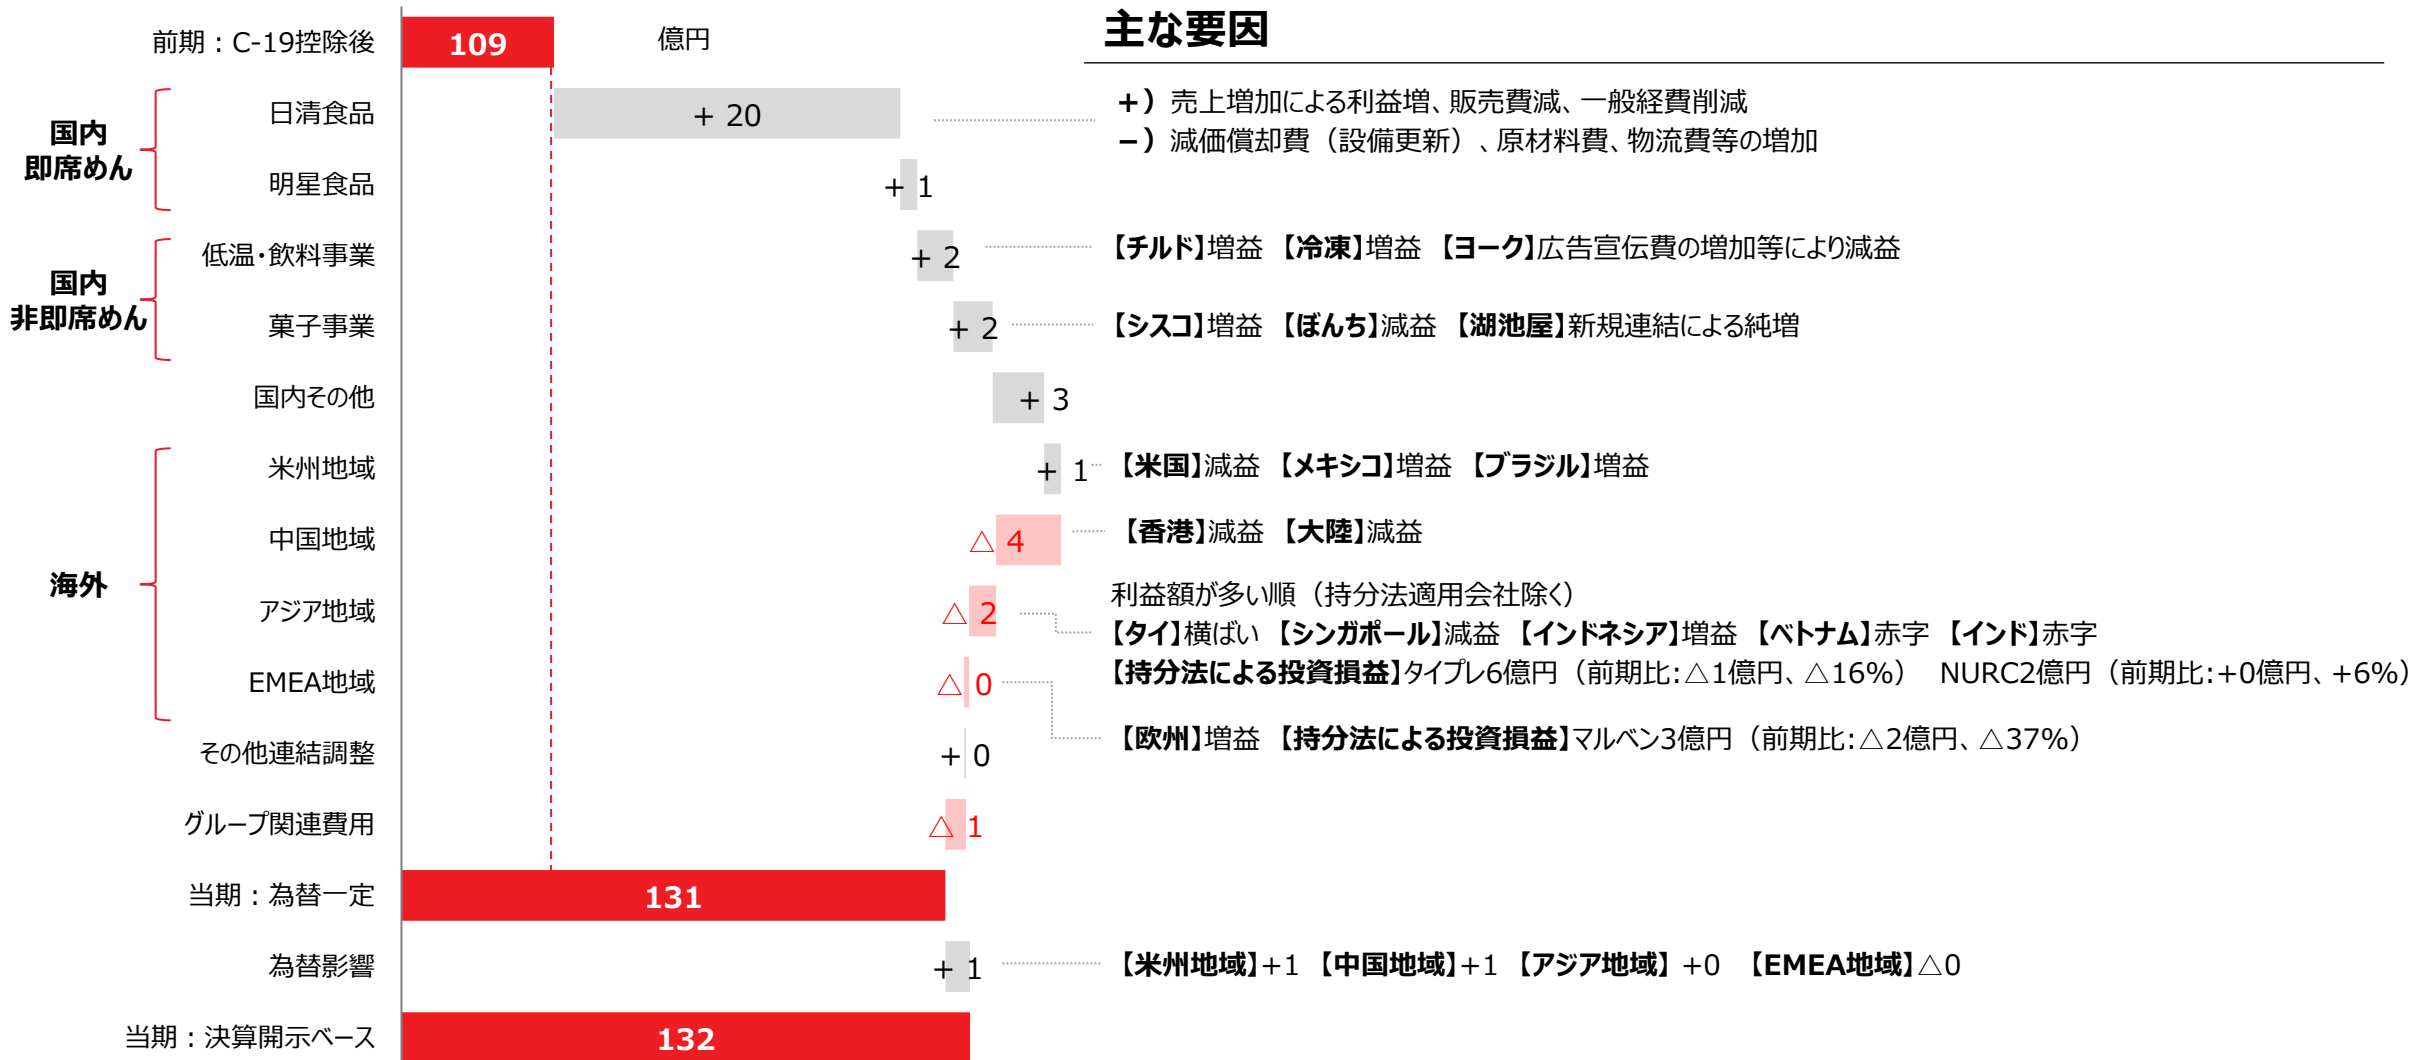 主な要因
前期：C-19控除後 109 億円
国内
即席めん
日清食品 + 20
+）売上増加による利益増、販売費減、一般経費削減
−）減価償却費（設備更新）、原材料費、物流費等の増加
明星食品 + 1
国内
非即席めん
低温・飲料事業 + 2 【チルド】増益 【冷凍】増益 【ヨーク】広告宣伝費の増加等により減益
菓子事業 + 2 【シスコ】増益 【ぼんち】減益 【湖池屋】新規連結による純増
国内その他 + 3
海外
米州地域 + 1 【米国】減益 【メキシコ】増益 【ブラジル】増益
中国地域 △ 4 【香港】減益 【大陸】減益
アジア地域 △ 2
利益額が多い順（持分法適用会社除く）
【タイ】横ばい 【シンガポール】減益 【インドネシア】増益 【ベトナム】赤字 【インド】赤字
【持分法による投資損益】タイプレ6億円（前期比:△1億円、△16%） NURC2億円（前期比:+0億円、+6%）
EMEA地域 △ 0
【欧州】増益 【持分法による投資損益】マルベン3億円（前期比:△2億円、△37%）
その他連結調整 + 0
グループ関連費用 △ 1
当期：為替一定 131
為替影響 + 1 【米州地域】+1 【中国地域】+1 【アジア地域】 +0 【EMEA地域】△0
当期：決算開示ベース 132